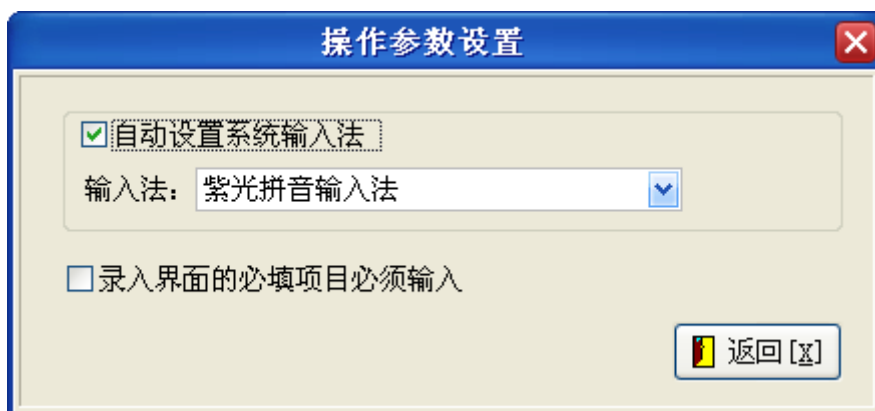 操作参数设置
自动设置系统输入法
输入法：紫光拼音输入法
录入界面的必填项目必须输入
返回[X]